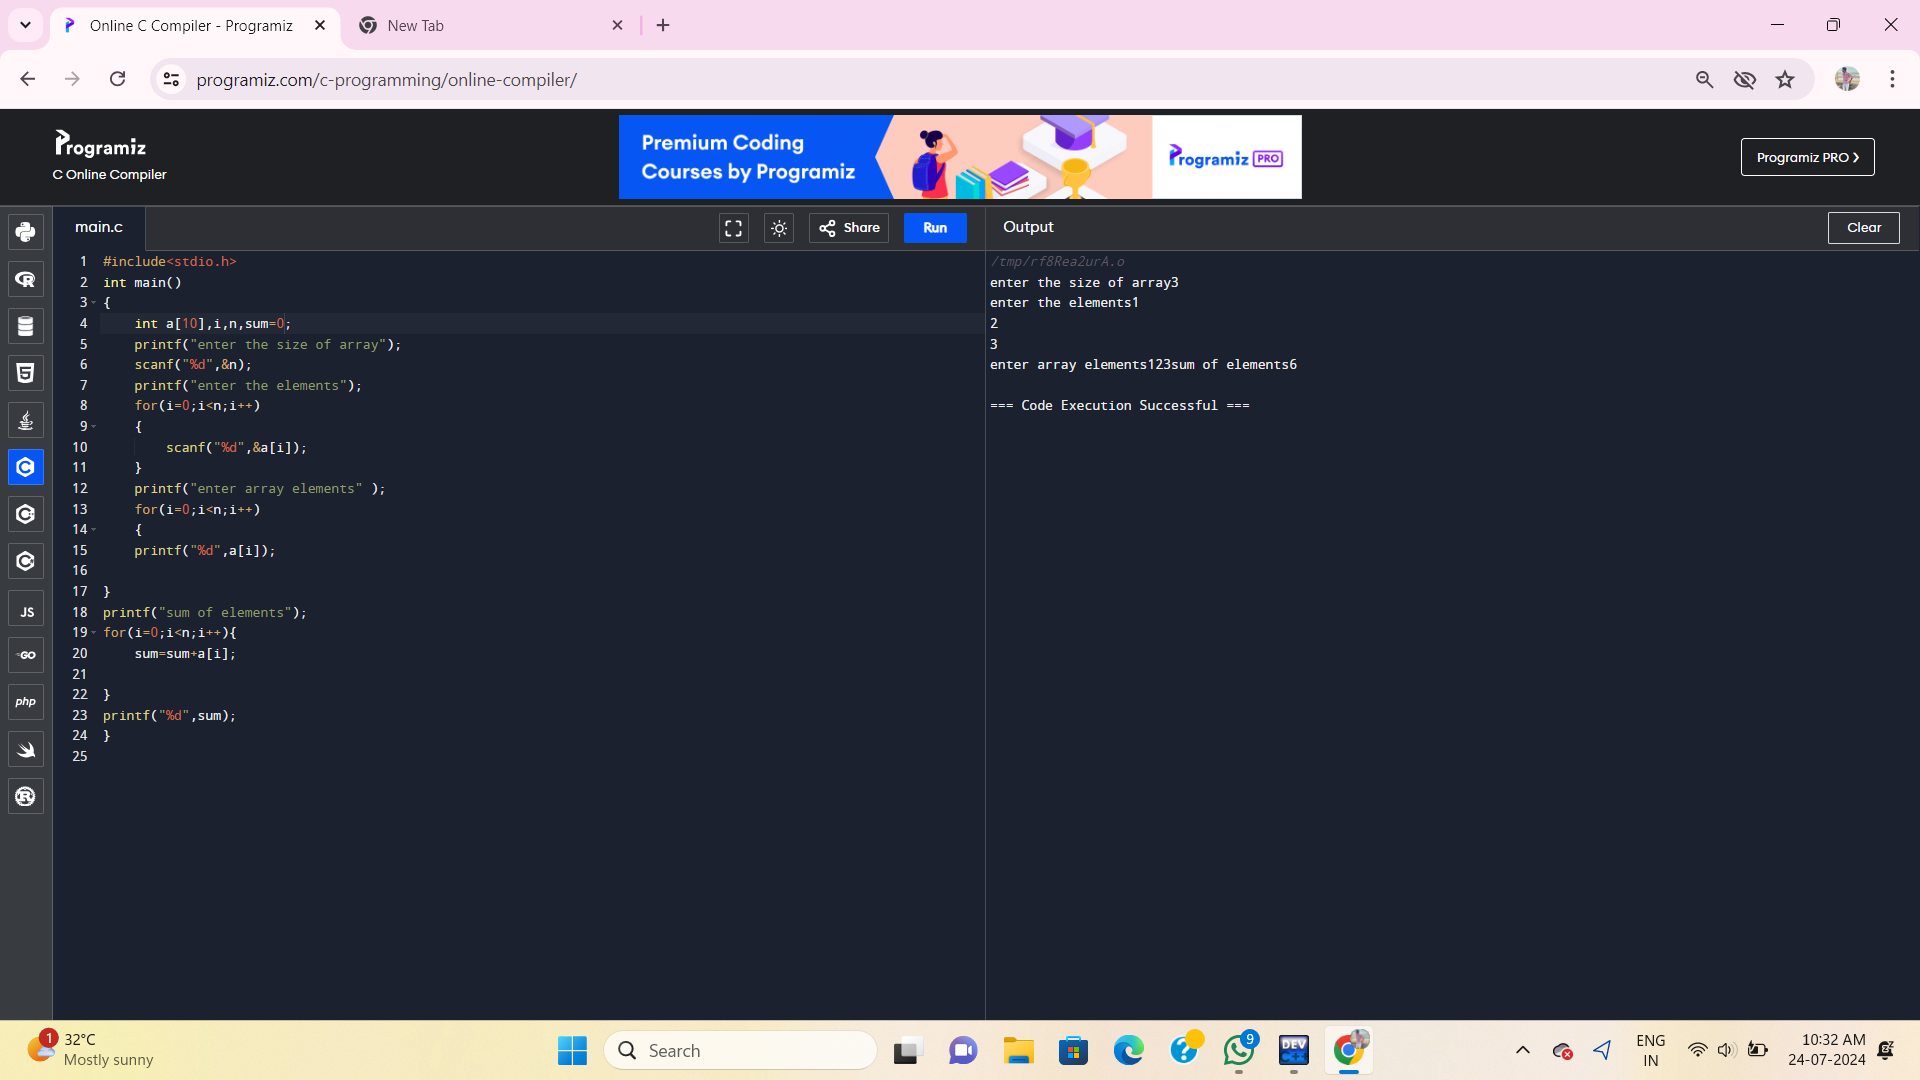 Online C Compiler - Programiz
New Tab
programiz.com/c-programming/online-compiler/
Programiz
C Online Compiler
Premium Coding
Courses by Programiz
Programiz PRO
Programiz PRO
main.c
Share
Run
Output
Clear
1 #include<stdio.h>
2 int main()
3 {
4 int a[10],i,n,sum=0;
5 printf("enter the size of array");
6 scanf("%d",&n);
7 printf("enter the elements");
8 for(i=0;i<n;i++)
9 {
10 scanf("%d",&a[i]);
11 }
12 printf("enter array elements" );
13 for(i=0;i<n;i++)
14 {
15 printf("%d",a[i]);
16
17 }
18 printf("sum of elements");
19 for(i=0;i<n;i++){
20 sum=sum+a[i];
21
22 }
23 printf("%d",sum);
24 }
25
/tmp/rf8Rea2urA.o
enter the size of array3
enter the elements1
2
3
enter array elements123sum of elements6
=== Code Execution Successful ===
JS
GO
php
1
32°C
Mostly sunny
Search
9
DEV
C++
ENG
IN
10:32 AM
24-07-2024